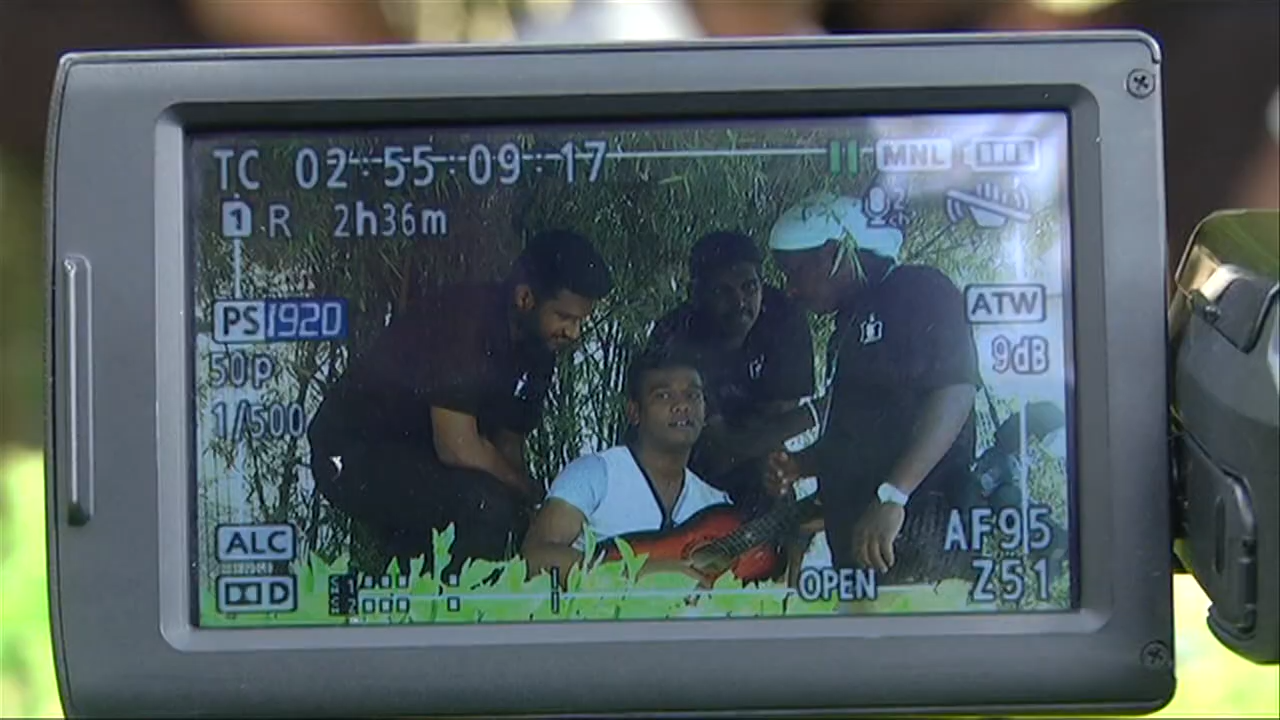 TC 02:55:09:17 MNL
1 R 2h36m
PS 1920 ATW
50p 9dB
1/500
ALC AF95
D OPEN Z51